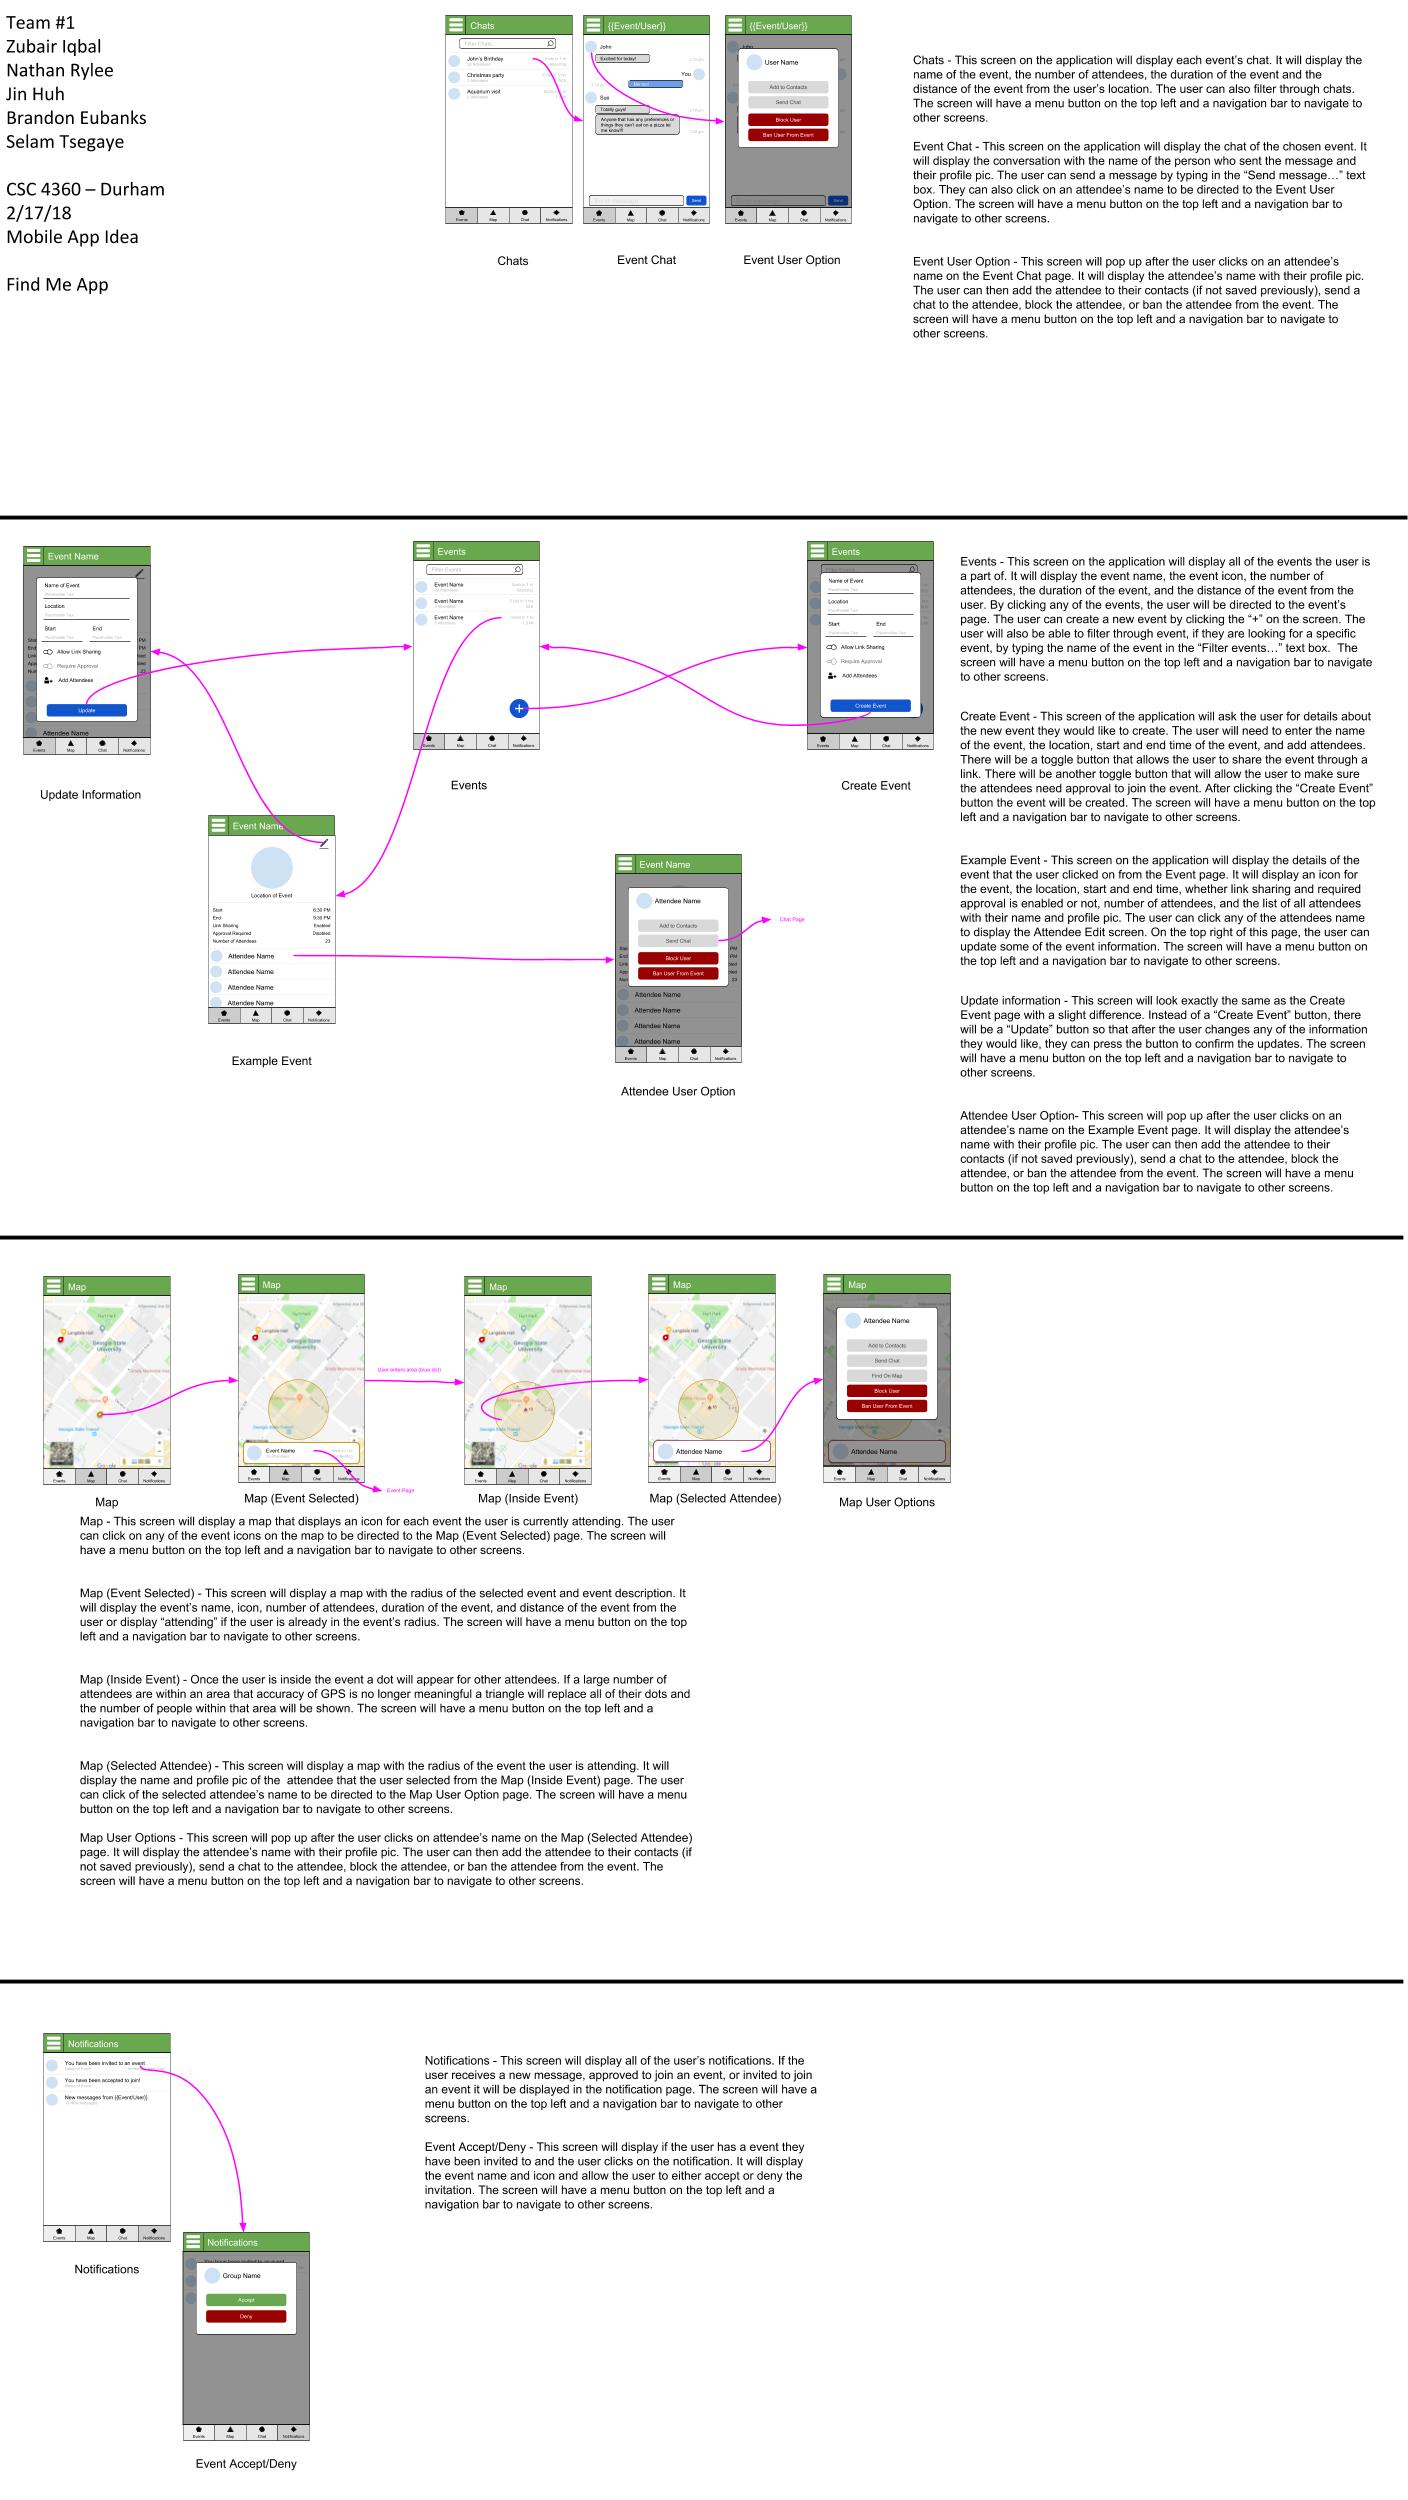 Team #1
Zubair Iqbal
Nathan Rylee
Jin Huh
Brandon Eubanks
Selam Tsegaye
CSC 4360 – Durham
2/17/18
Mobile App Idea
Find Me App
Chats
Filter Chats
John's Birthday
Christmas party
Aquarium visit
Events Map Chat Notifications
Chats
{{Event/User}}
John
Excited for today!
You
Sue
Totally guys!
Anyone that has any preferences or
things they can't eat on a pizza let
me know!!!
Send
Events Map Chat Notifications
Event Chat
{{Event/User}}
User Name
Add to Contacts
Send Chat
Block User
Ban User From Event
Events Map Chat Notifications
Event User Option
Chats - This screen on the application will display each event's chat. It will display the
name of the event, the number of attendees, the duration of the event and the
distance of the event from the user's location. The user can also filter through chats.
The screen will have a menu button on the top left and a navigation bar to navigate to
other screens.
Event Chat - This screen on the application will display the chat of the chosen event. It
will display the conversation with the name of the person who sent the message and
their profile pic. The user can send a message by typing in the “Send message…” text
box. They can also click on an attendee's name to be directed to the Event User
Option. The screen will have a menu button on the top left and a navigation bar to
navigate to other screens.
Event User Option - This screen will pop up after the user clicks on an attendee's
name on the Event Chat page. It will display the attendee's name with their profile pic.
The user can then add the attendee to their contacts (if not saved previously), send a
chat to the attendee, block the attendee, or ban the attendee from the event. The
screen will have a menu button on the top left and a navigation bar to navigate to
other screens.
Event Name
Name of Event
Placeholder Text
Location
Placeholder Text
Start End
Placeholder Text Placeholder Text
Allow Link Sharing
Require Approval
Add Attendees
Update
Attendee Name
Events Map Chat Notifications
Update Information
Events
Filter Events
Event Name
Event Name
Event Name
+
Events Map Chat Notifications
Events
Events
Name of Event
Placeholder Text
Location
Placeholder Text
Start End
Placeholder Text Placeholder Text
Allow Link Sharing
Require Approval
Add Attendees
Create Event
Events Map Chat Notifications
Create Event
Event Name
Location of Event
Start 6:30 PM
End 9:30 PM
Link Sharing Enabled
Approval Required Disabled
Number of Attendees 23
Attendee Name
Attendee Name
Attendee Name
Attendee Name
Events Map Chat Notifications
Example Event
Event Name
Attendee Name
Add to Contacts
Send Chat
Block User
Ban User From Event
Attendee Name
Attendee Name
Attendee Name
Attendee Name
Events Map Chat Notifications
Chat Page
Attendee User Option
Events - This screen on the application will display all of the events the user is
a part of. It will display the event name, the event icon, the number of
attendees, the duration of the event, and the distance of the event from the
user. By clicking any of the events, the user will be directed to the event's
page. The user can create a new event by clicking the “+” on the screen. The
user will also be able to filter through event, if they are looking for a specific
event, by typing the name of the event in the “Filter events…” text box. The
screen will have a menu button on the top left and a navigation bar to navigate
to other screens.
Create Event - This screen of the application will ask the user for details about
the new event they would like to create. The user will need to enter the name
of the event, the location, start and end time of the event, and add attendees.
There will be a toggle button that allows the user to share the event through a
link. There will be another toggle button that will allow the user to make sure
the attendees need approval to join the event. After clicking the “Create Event”
button the event will be created. The screen will have a menu button on the top
left and a navigation bar to navigate to other screens.
Example Event - This screen on the application will display the details of the
event that the user clicked on from the Event page. It will display an icon for
the event, the location, start and end time, whether link sharing and required
approval is enabled or not, number of attendees, and the list of all attendees
with their name and profile pic. The user can click any of the attendees name
to display the Attendee Edit screen. On the top right of this page, the user can
update some of the event information. The screen will have a menu button on
the top left and a navigation bar to navigate to other screens.
Update information - This screen will look exactly the same as the Create
Event page with a slight difference. Instead of a “Create Event” button, there
will be a “Update” button so that after the user changes any of the information
they would like, they can press the button to confirm the updates. The screen
will have a menu button on the top left and a navigation bar to navigate to
other screens.
Attendee User Option- This screen will pop up after the user clicks on an
attendee's name on the Example Event page. It will display the attendee's
name with their profile pic. The user can then add the attendee to their
contacts (if not saved previously), send a chat to the attendee, block the
attendee, or ban the attendee from the event. The screen will have a menu
button on the top left and a navigation bar to navigate to other screens.
Map
Langdale Hall
Georgia State
University
Events Map Chat Notifications
Map
Map
Langdale Hall
Georgia State
University
Event Name
Events Map Chat Notifications
Event Page
Map (Event Selected)
User enters area (blue dot)
Map
Langdale Hall
Georgia State
University
Events Map Chat Notifications
Map (Inside Event)
Map
Langdale Hall
Georgia State
University
Attendee Name
Events Map Chat Notifications
Map (Selected Attendee)
Map
Attendee Name
Add to Contacts
Send Chat
Find On Map
Block User
Ban User From Event
Attendee Name
Events Map Chat Notifications
Map User Options
Map - This screen will display a map that displays an icon for each event the user is currently attending. The user
can click on any of the event icons on the map to be directed to the Map (Event Selected) page. The screen will
have a menu button on the top left and a navigation bar to navigate to other screens.
Map (Event Selected) - This screen will display a map with the radius of the selected event and event description. It
will display the event's name, icon, number of attendees, duration of the event, and distance of the event from the
user or display “attending” if the user is already in the event's radius. The screen will have a menu button on the top
left and a navigation bar to navigate to other screens.
Map (Inside Event) - Once the user is inside the event a dot will appear for other attendees. If a large number of
attendees are within an area that accuracy of GPS is no longer meaningful a triangle will replace all of their dots and
the number of people within that area will be shown. The screen will have a menu button on the top left and a
navigation bar to navigate to other screens.
Map (Selected Attendee) - This screen will display a map with the radius of the event the user is attending. It will
display the name and profile pic of the attendee that the user selected from the Map (Inside Event) page. The user
can click of the selected attendee's name to be directed to the Map User Option page. The screen will have a menu
button on the top left and a navigation bar to navigate to other screens.
Map User Options - This screen will pop up after the user clicks on attendee's name on the Map (Selected Attendee)
page. It will display the attendee's name with their profile pic. The user can then add the attendee to their contacts (if
not saved previously), send a chat to the attendee, block the attendee, or ban the attendee from the event. The
screen will have a menu button on the top left and a navigation bar to navigate to other screens.
Notifications
You have been invited to an event
You have been accepted to join!
New messages from {{Event/User}}
Events Map Chat Notifications
Notifications
Notifications
Group Name
Accept
Deny
Events Map Chat Notifications
Event Accept/Deny
Notifications - This screen will display all of the user's notifications. If the
user receives a new message, approved to join an event, or invited to join
an event it will be displayed in the notification page. The screen will have a
menu button on the top left and a navigation bar to navigate to other
screens.
Event Accept/Deny - This screen will display if the user has a event they
have been invited to and the user clicks on the notification. It will display
the event name and icon and allow the user to either accept or deny the
invitation. The screen will have a menu button on the top left and a
navigation bar to navigate to other screens.